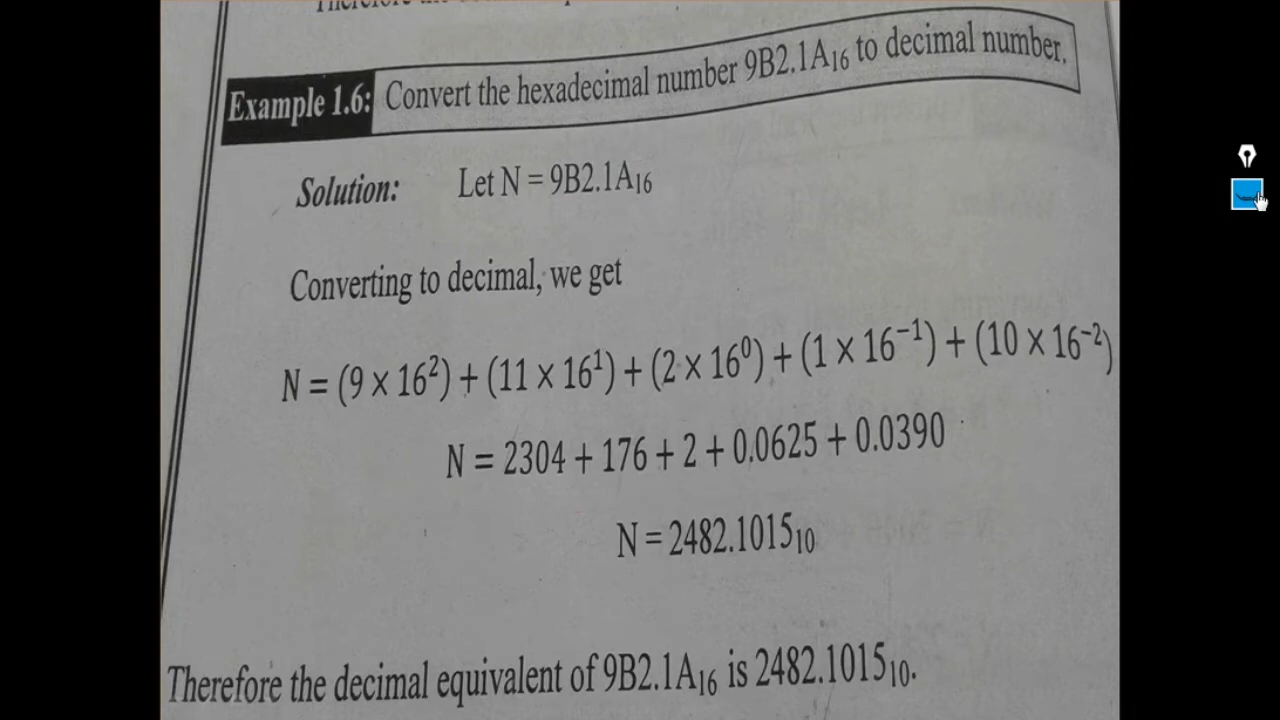 Example 1.6: Convert the hexadecimal number 9B2.1A₁₆ to decimal number.
Solution: Let N = 9B2.1A₁₆
Converting to decimal, we get
N = (9 × 16²) + (11 × 16¹) + (2 × 16⁰) + (1 × 16⁻¹) + (10 × 16⁻²)
N = 2304 + 176 + 2 + 0.0625 + 0.0390
N = 2482.1015₁₀
Therefore the decimal equivalent of 9B2.1A₁₆ is 2482.1015₁₀.